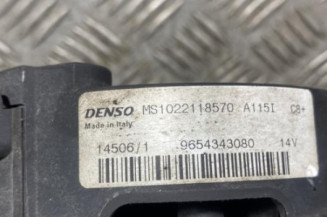 DENSO MS1022118570 A115I C8+
Made in Italy
14506/1 9654343080 14V